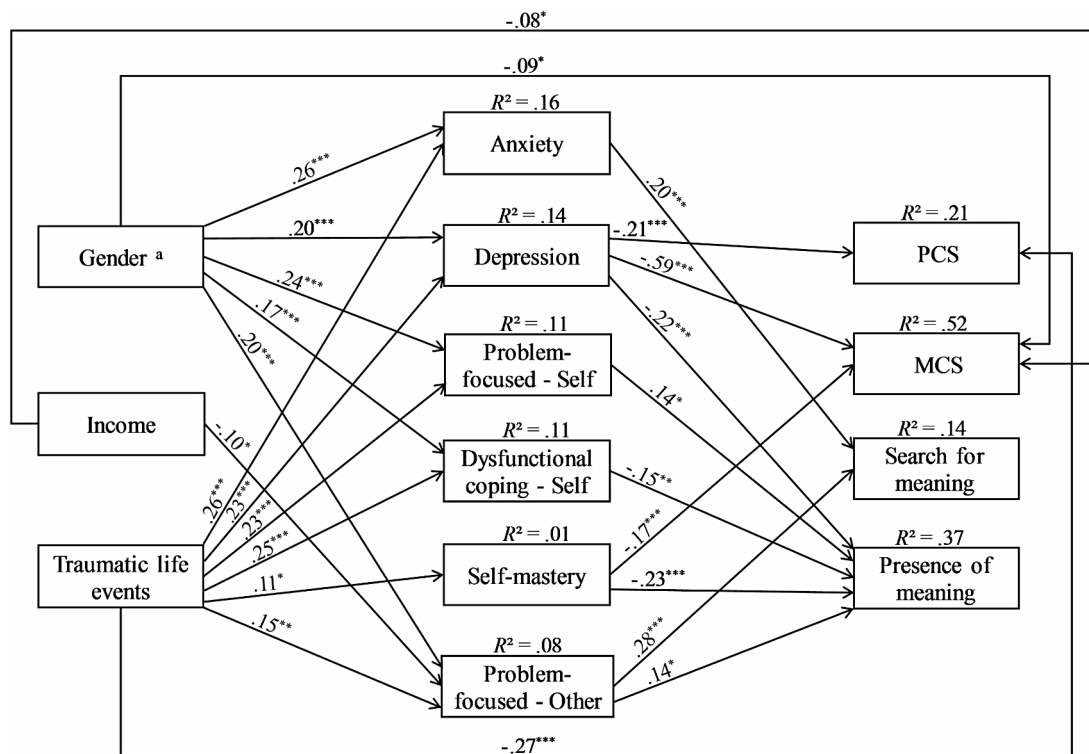 -.08*
-.09*
R² = .16
Anxiety
.26***
.20***
R² = .14
.20***
-.21***
R² = .21
Gender ᵃ
Depression
PCS
.24***
-.59***
.17***
R² = .11
-.22***
R² = .52
.20***
Problem-
focused - Self
MCS
.14*
Income
-.10*
R² = .11
R² = .14
Dysfunctional
coping - Self
Search for
meaning
-.15**
.26***
.23***
.23***
R² = .01
-.17***
R² = .37
.25***
Traumatic life
events
Self-mastery
-.23***
Presence of
meaning
.11*
.15**
R² = .08
.28***
Problem-
focused - Other
.14*
-.27***